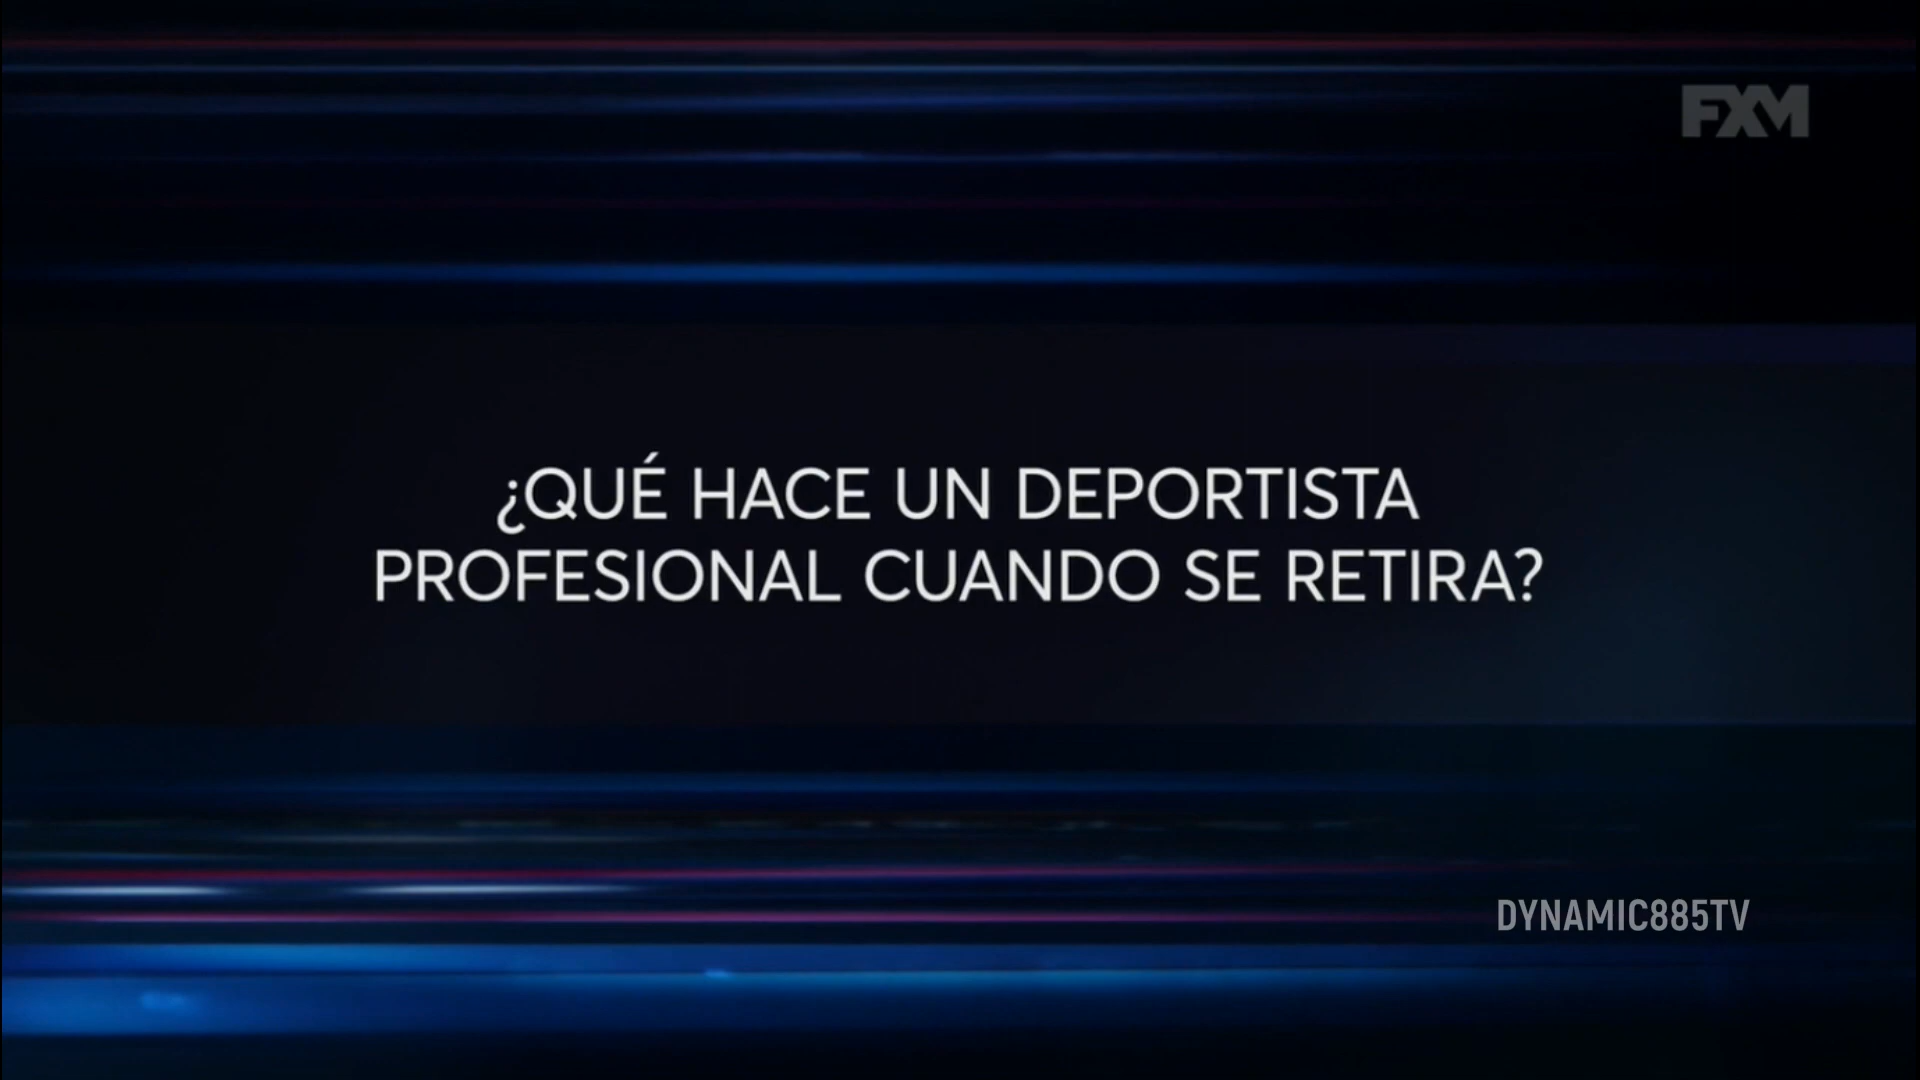 FXM
¿QUÉ HACE UN DEPORTISTA
PROFESIONAL CUANDO SE RETIRA?
DYNAMIC885TV